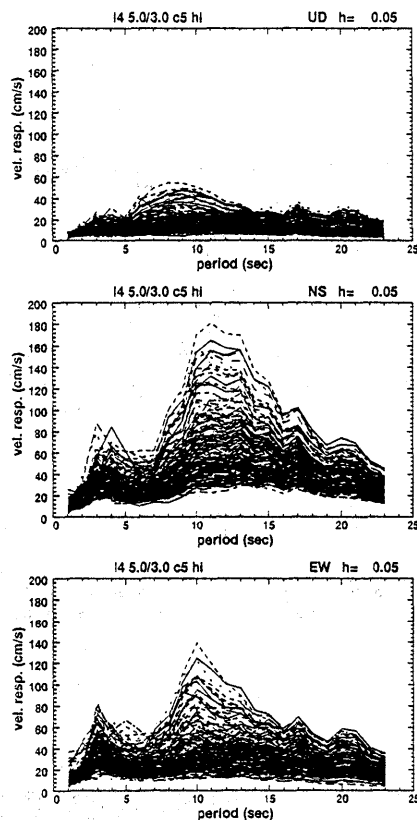 I4 5.0/3.0 c5 hi UD h= 0.05
vel. resp. (cm/s)
200
180
160
140
120
100
80
60
40
20
0
0 5 10 15 20 25
period (sec)
I4 5.0/3.0 c5 hi NS h= 0.05
vel. resp. (cm/s)
200
180
160
140
120
100
80
60
40
20
0
0 5 10 15 20 25
period (sec)
I4 5.0/3.0 c5 hi EW h= 0.05
vel. resp. (cm/s)
200
180
160
140
120
100
80
60
40
20
0
0 5 10 15 20 25
period (sec)